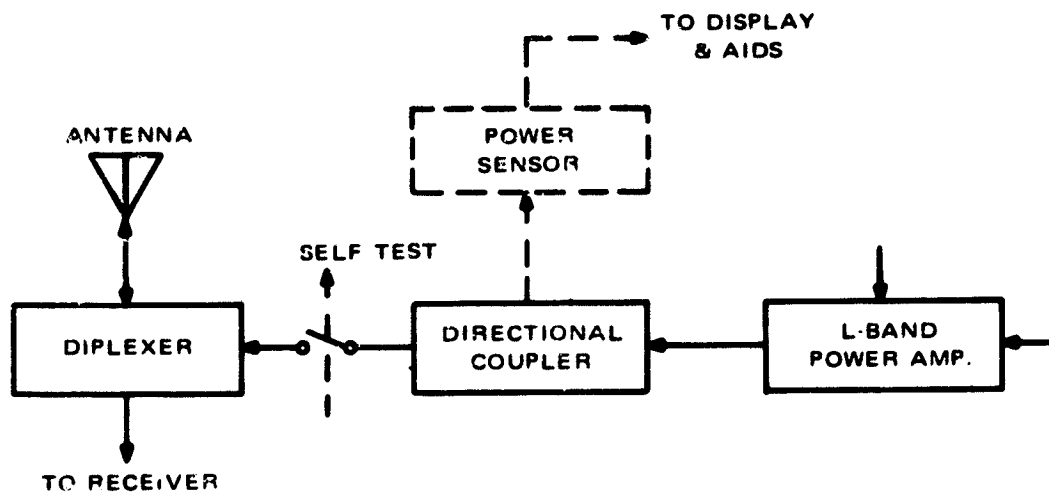 TO DISPLAY
& AIDS
ANTENNA
POWER
SENSOR
SELF TEST
DIPLEXER
DIRECTIONAL
COUPLER
L-BAND
POWER AMP.
TO RECEIVER